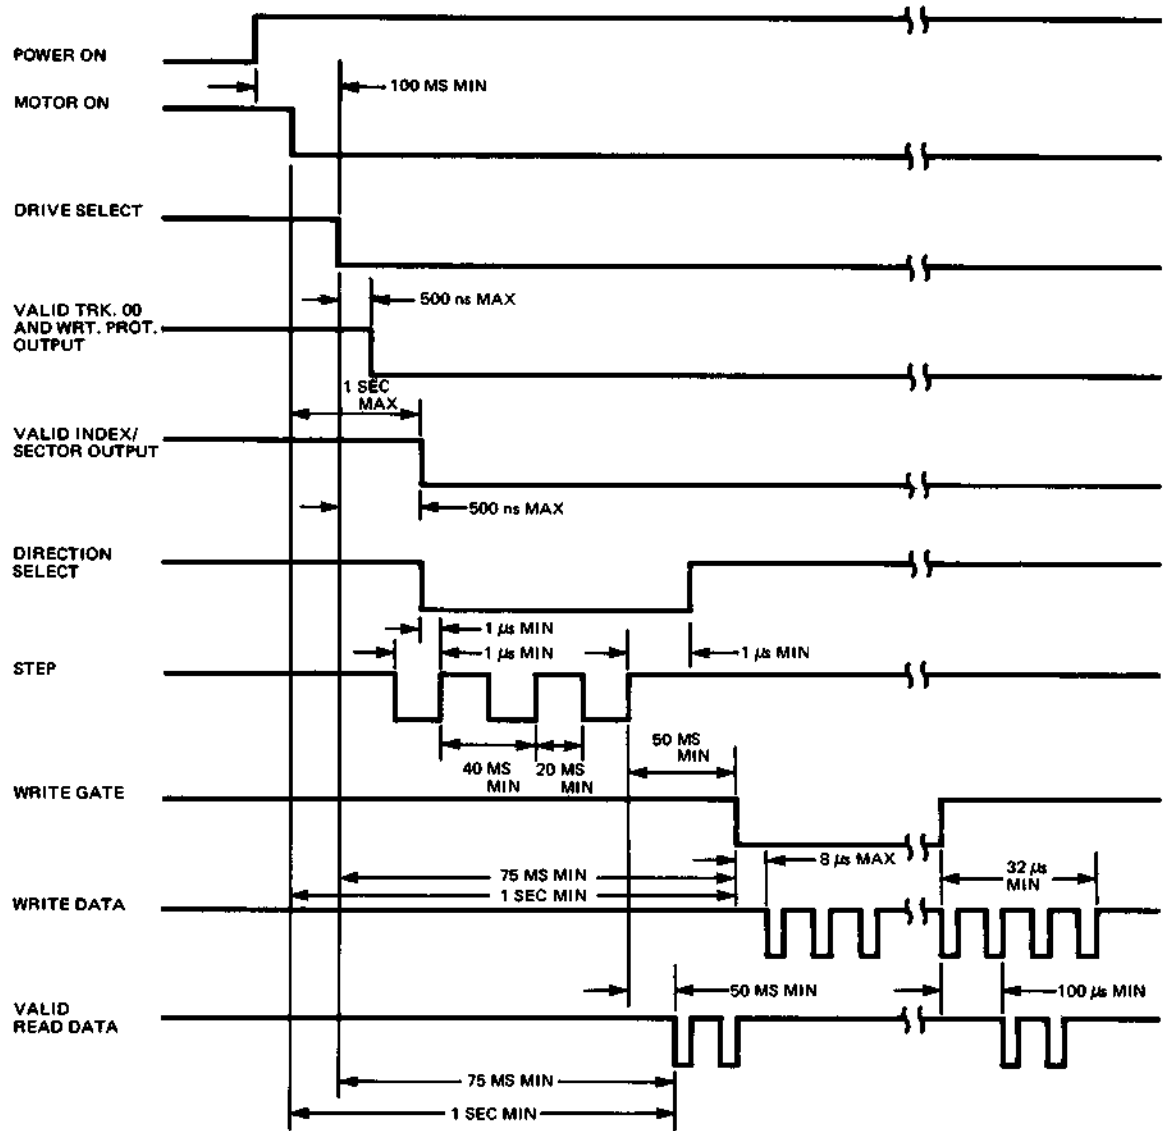 POWER ON
100 MS MIN
MOTOR ON
DRIVE SELECT
500 ns MAX
VALID TRK. 00
AND WRT. PROT.
OUTPUT
1 SEC
MAX
VALID INDEX/
SECTOR OUTPUT
500 ns MAX
DIRECTION
SELECT
1 µs MIN
1 µs MIN
1 µs MIN
STEP
50 MS
MIN
40 MS
MIN
20 MS
MIN
WRITE GATE
8 µs MAX
32 µs
MIN
75 MS MIN
1 SEC MIN
WRITE DATA
50 MS MIN
100 µs MIN
VALID
READ DATA
75 MS MIN
1 SEC MIN